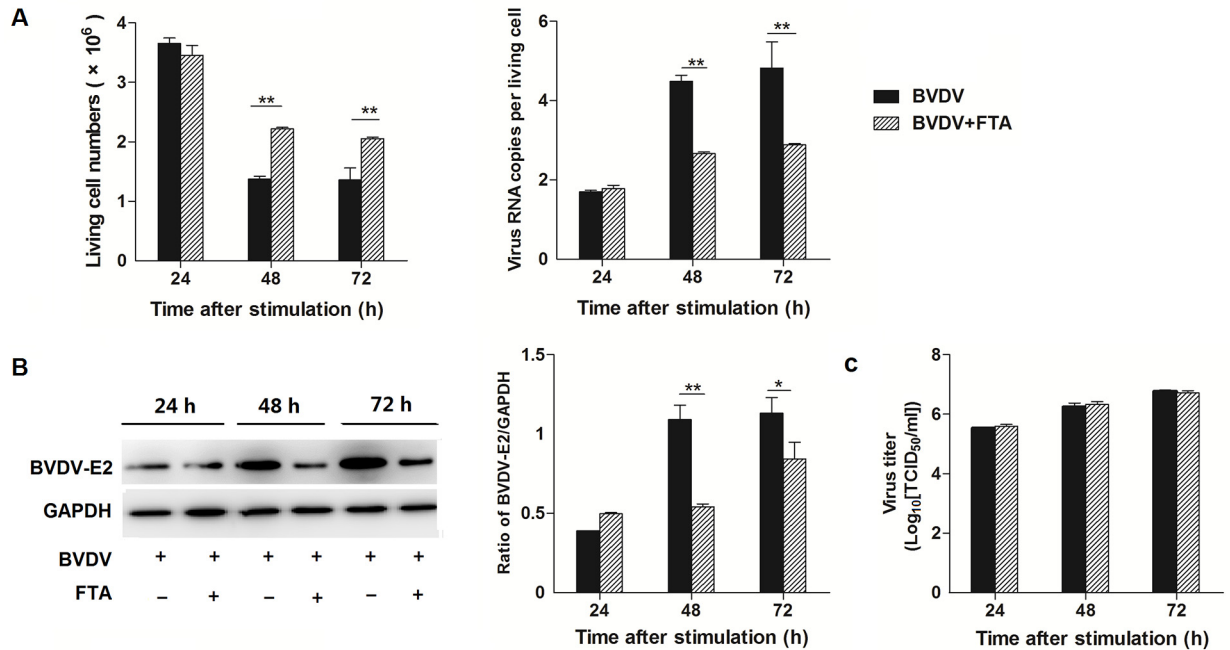 A
Living cell numbers ( × 10⁶)
4
3
2
1
0
**
**
24 48 72
Time after stimulation (h)
Virus RNA copies per living cell
6
4
2
0
**
**
24 48 72
Time after stimulation (h)
BVDV
BVDV+FTA
B
24 h 48 h 72 h
BVDV-E2
GAPDH
BVDV + + + + + +
FTA − + − + − +
Ratio of BVDV-E2/GAPDH
1.5
1
0.5
0
**
*
24 48 72
Time after stimulation (h)
c
Virus titer
(Log₁₀[TCID₅₀/ml])
8
6
4
2
0
24 48 72
Time after stimulation (h)